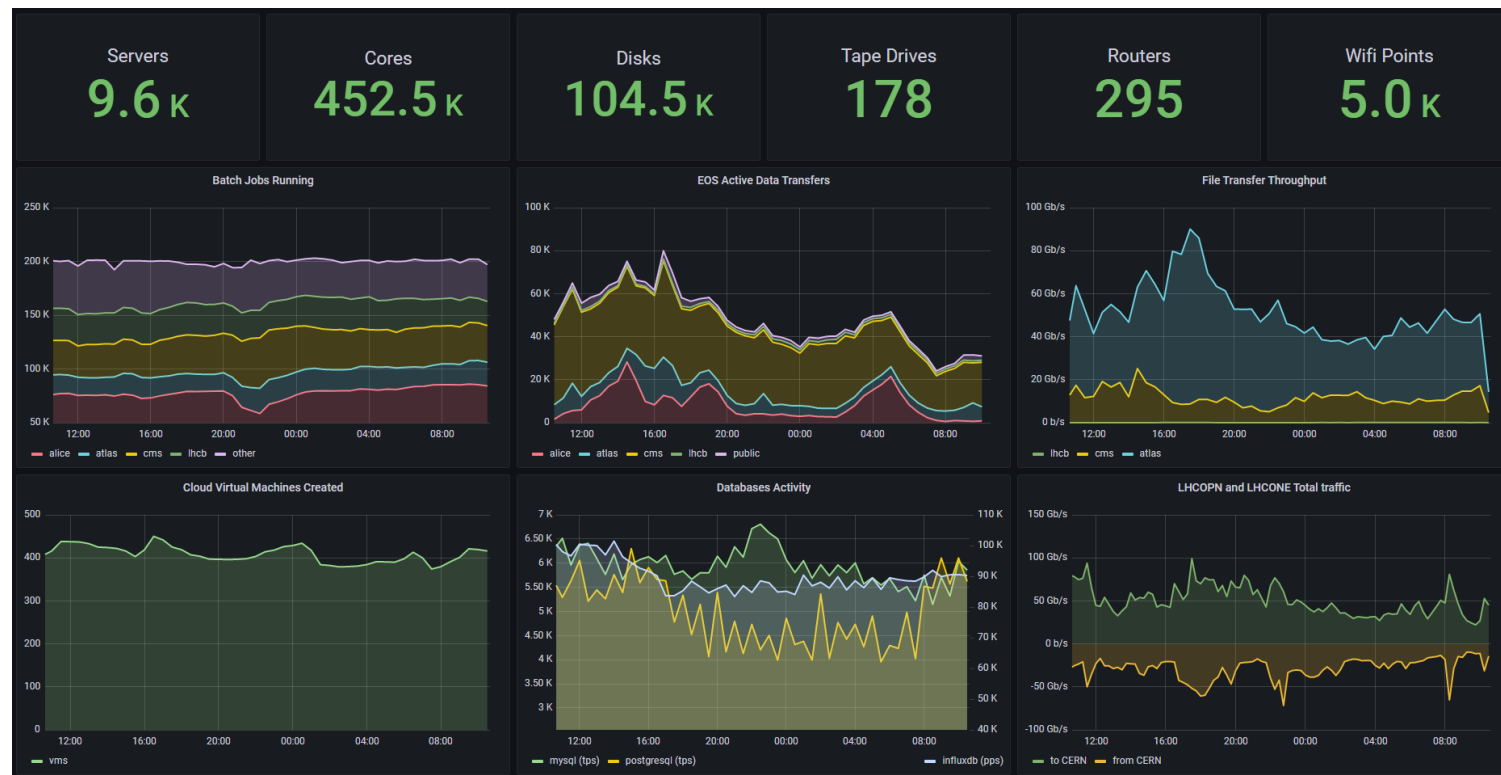 Servers
9.6 K
Cores
452.5 K
Disks
104.5 K
Tape Drives
178
Routers
295
Wifi Points
5.0 K
Batch Jobs Running
250 K
200 K
150 K
100 K
50 K
12:00 16:00 20:00 00:00 04:00 08:00
alice atlas cms lhcb other
EOS Active Data Transfers
100 K
80 K
60 K
40 K
20 K
0
12:00 16:00 20:00 00:00 04:00 08:00
alice atlas cms lhcb public
File Transfer Throughput
100 Gb/s
80 Gb/s
60 Gb/s
40 Gb/s
20 Gb/s
0 b/s
12:00 16:00 20:00 00:00 04:00 08:00
lhcb cms atlas
Cloud Virtual Machines Created
500
400
300
200
100
0
12:00 16:00 20:00 00:00 04:00 08:00
vms
Databases Activity
7 K 110 K
6.50 K 100 K
6 K 90 K
5.50 K 80 K
5 K 70 K
4.50 K 60 K
4 K 50 K
3.50 K 40 K
3 K
12:00 16:00 20:00 00:00 04:00 08:00
mysql (tps) postgresql (tps) influxdb (pps)
LHCOPN and LHCONE Total traffic
150 Gb/s
100 Gb/s
50 Gb/s
0 b/s
-50 Gb/s
-100 Gb/s
12:00 16:00 20:00 00:00 04:00 08:00
to CERN from CERN